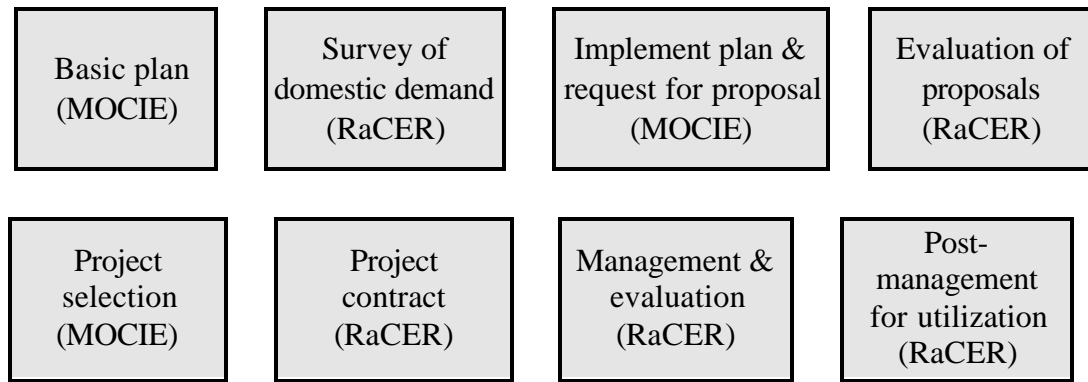 Basic plan
(MOCIE)
Survey of
domestic demand
(RaCER)
Implement plan &
request for proposal
(MOCIE)
Evaluation of
proposals
(RaCER)
Project
selection
(MOCIE)
Project
contract
(RaCER)
Management &
evaluation
(RaCER)
Post-
management
for utilization
(RaCER)